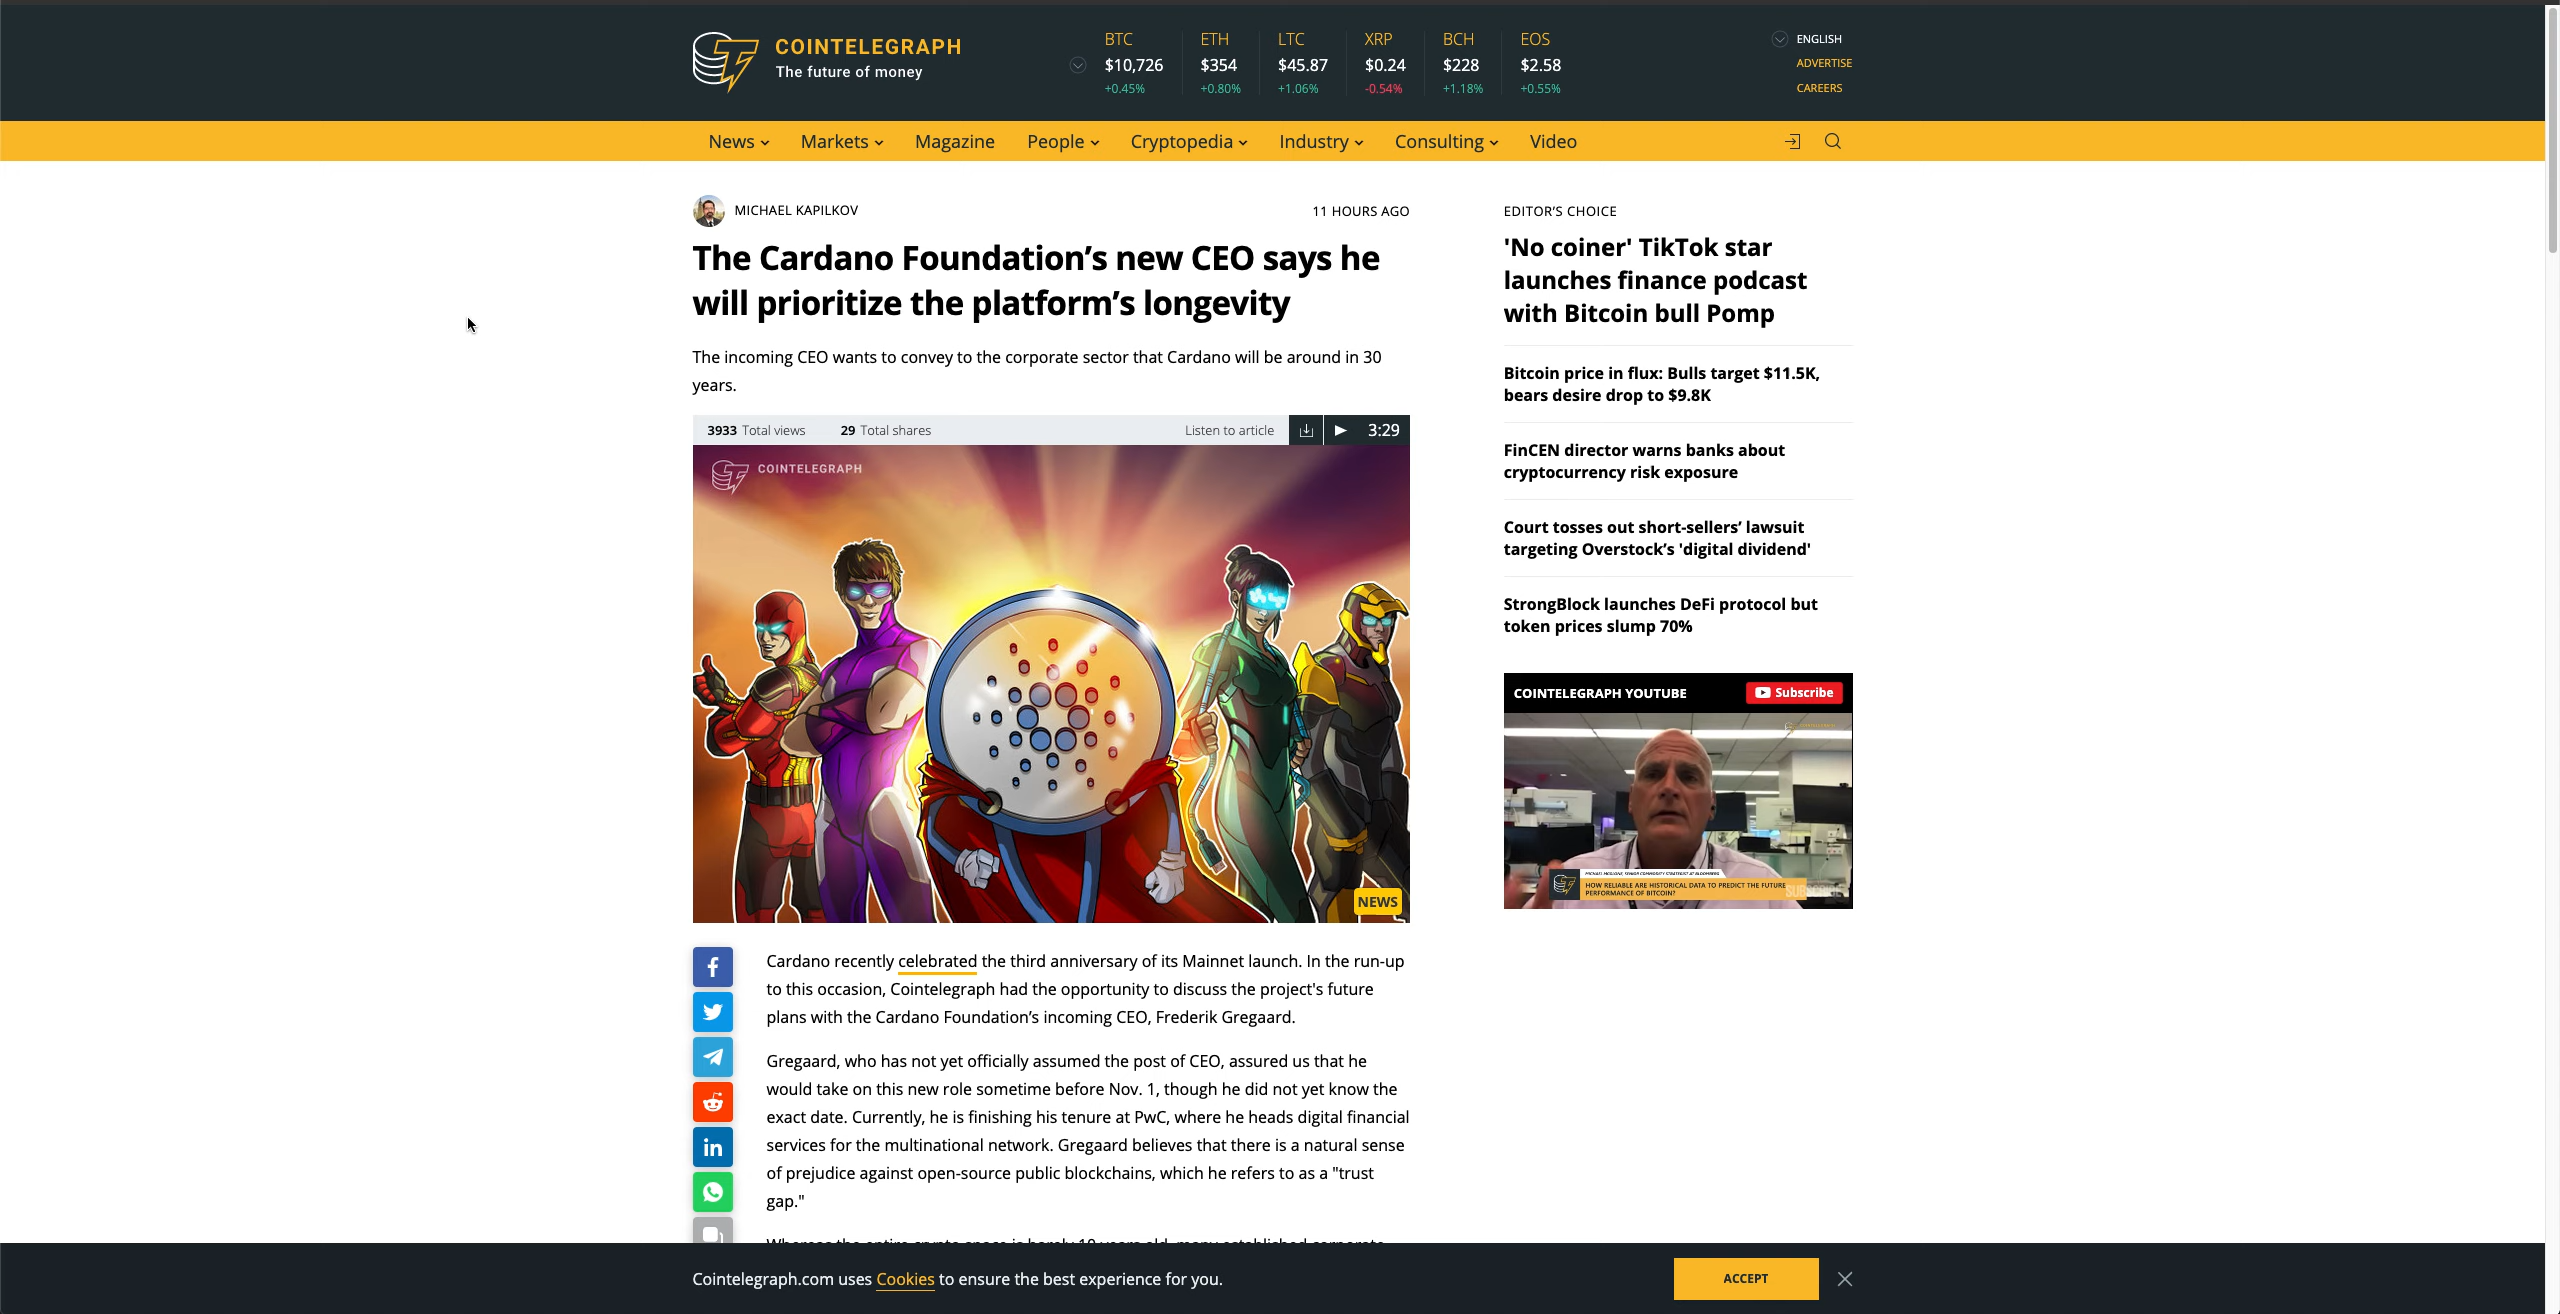 COINTELEGRAPH
The future of money
BTC
$10,726
+0.45%
ETH
$354
+0.80%
LTC
$45.87
+1.06%
XRP
$0.24
-0.54%
BCH
$228
+1.18%
EOS
$2.58
+0.55%
ENGLISH
ADVERTISE
CAREERS
News Markets Magazine People Cryptopedia Industry Consulting Video
MICHAEL KAPILKOV
11 HOURS AGO
The Cardano Foundation’s new CEO says he
will prioritize the platform’s longevity
The incoming CEO wants to convey to the corporate sector that Cardano will be around in 30
years.
3933 Total views 29 Total shares Listen to article 3:29
COINTELEGRAPH
NEWS
Cardano recently celebrated the third anniversary of its Mainnet launch. In the run-up
to this occasion, Cointelegraph had the opportunity to discuss the project's future
plans with the Cardano Foundation’s incoming CEO, Frederik Gregaard.
Gregaard, who has not yet officially assumed the post of CEO, assured us that he
would take on this new role sometime before Nov. 1, though he did not yet know the
exact date. Currently, he is finishing his tenure at PwC, where he heads digital financial
services for the multinational network. Gregaard believes that there is a natural sense
of prejudice against open-source public blockchains, which he refers to as a "trust
gap."
EDITOR’S CHOICE
'No coiner' TikTok star
launches finance podcast
with Bitcoin bull Pomp
Bitcoin price in flux: Bulls target $11.5K,
bears desire drop to $9.8K
FinCEN director warns banks about
cryptocurrency risk exposure
Court tosses out short-sellers’ lawsuit
targeting Overstock’s 'digital dividend'
StrongBlock launches DeFi protocol but
token prices slump 70%
COINTELEGRAPH YOUTUBE
Subscribe
HOW RELIABLE ARE HISTORICAL DATA TO PREDICT THE FUTURE
PERFORMANCE OF BITCOIN?
Cointelegraph.com uses Cookies to ensure the best experience for you.
ACCEPT